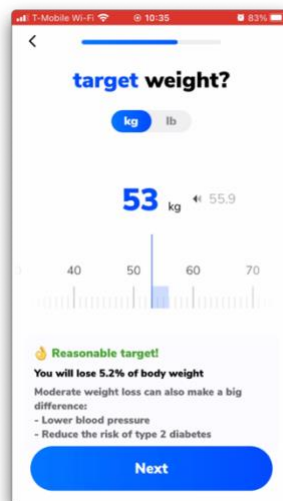 T-Mobile Wi-Fi 10:35 83%
target weight?
kg lb
53 kg 55.9
40 50 60 70
👌 Reasonable target!
You will lose 5.2% of body weight
Moderate weight loss can also make a big
difference:
- Lower blood pressure
- Reduce the risk of type 2 diabetes
Next